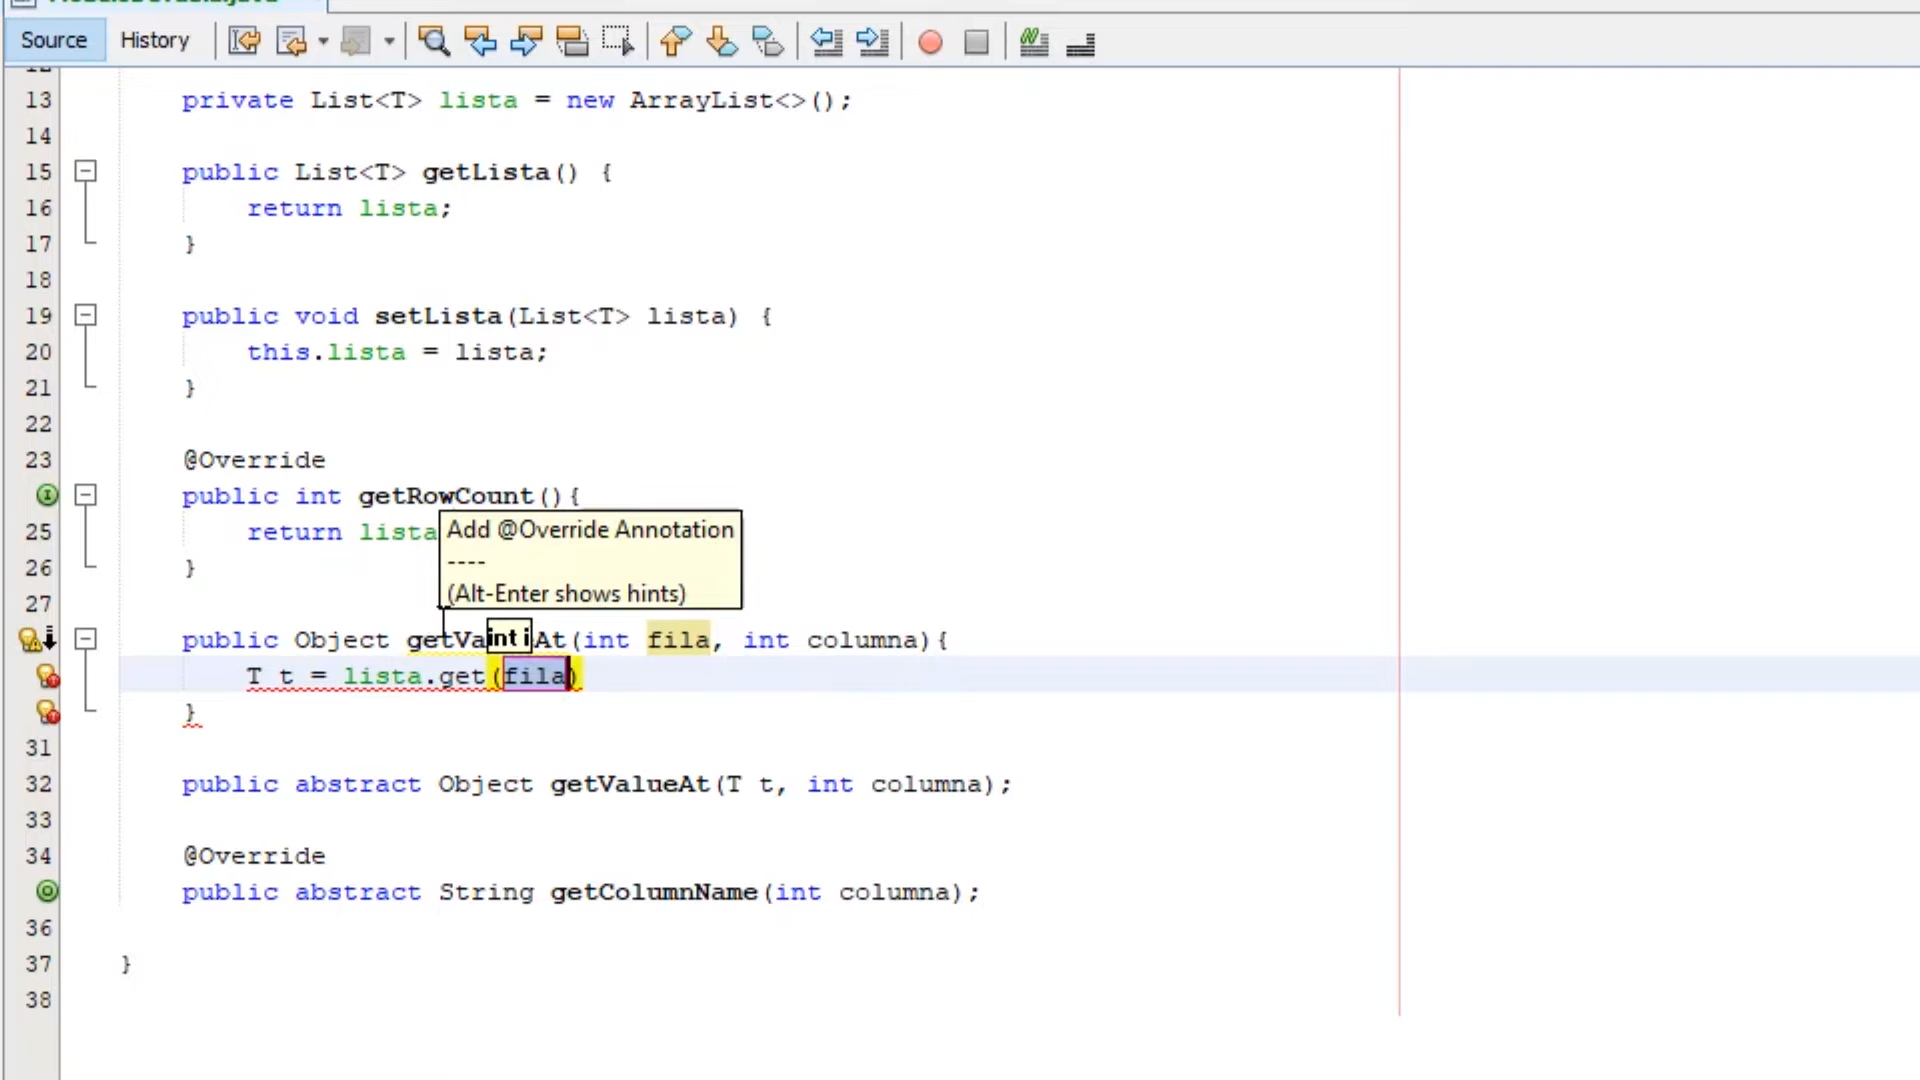 Source History
13 private List<T> lista = new ArrayList<>();
14
15 public List<T> getLista() {
16 return lista;
17 }
18
19 public void setLista(List<T> lista) {
20 this.lista = lista;
21 }
22
23 @Override
public int getRowCount(){
25 return lista
Add @Override Annotation
----
26 }
(Alt-Enter shows hints)
27
public Object getVa
int i
At(int fila, int columna){
T t = lista.get(fila)
}
31
32 public abstract Object getValueAt(T t, int columna);
33
34 @Override
public abstract String getColumnName(int columna);
36
37 }
38